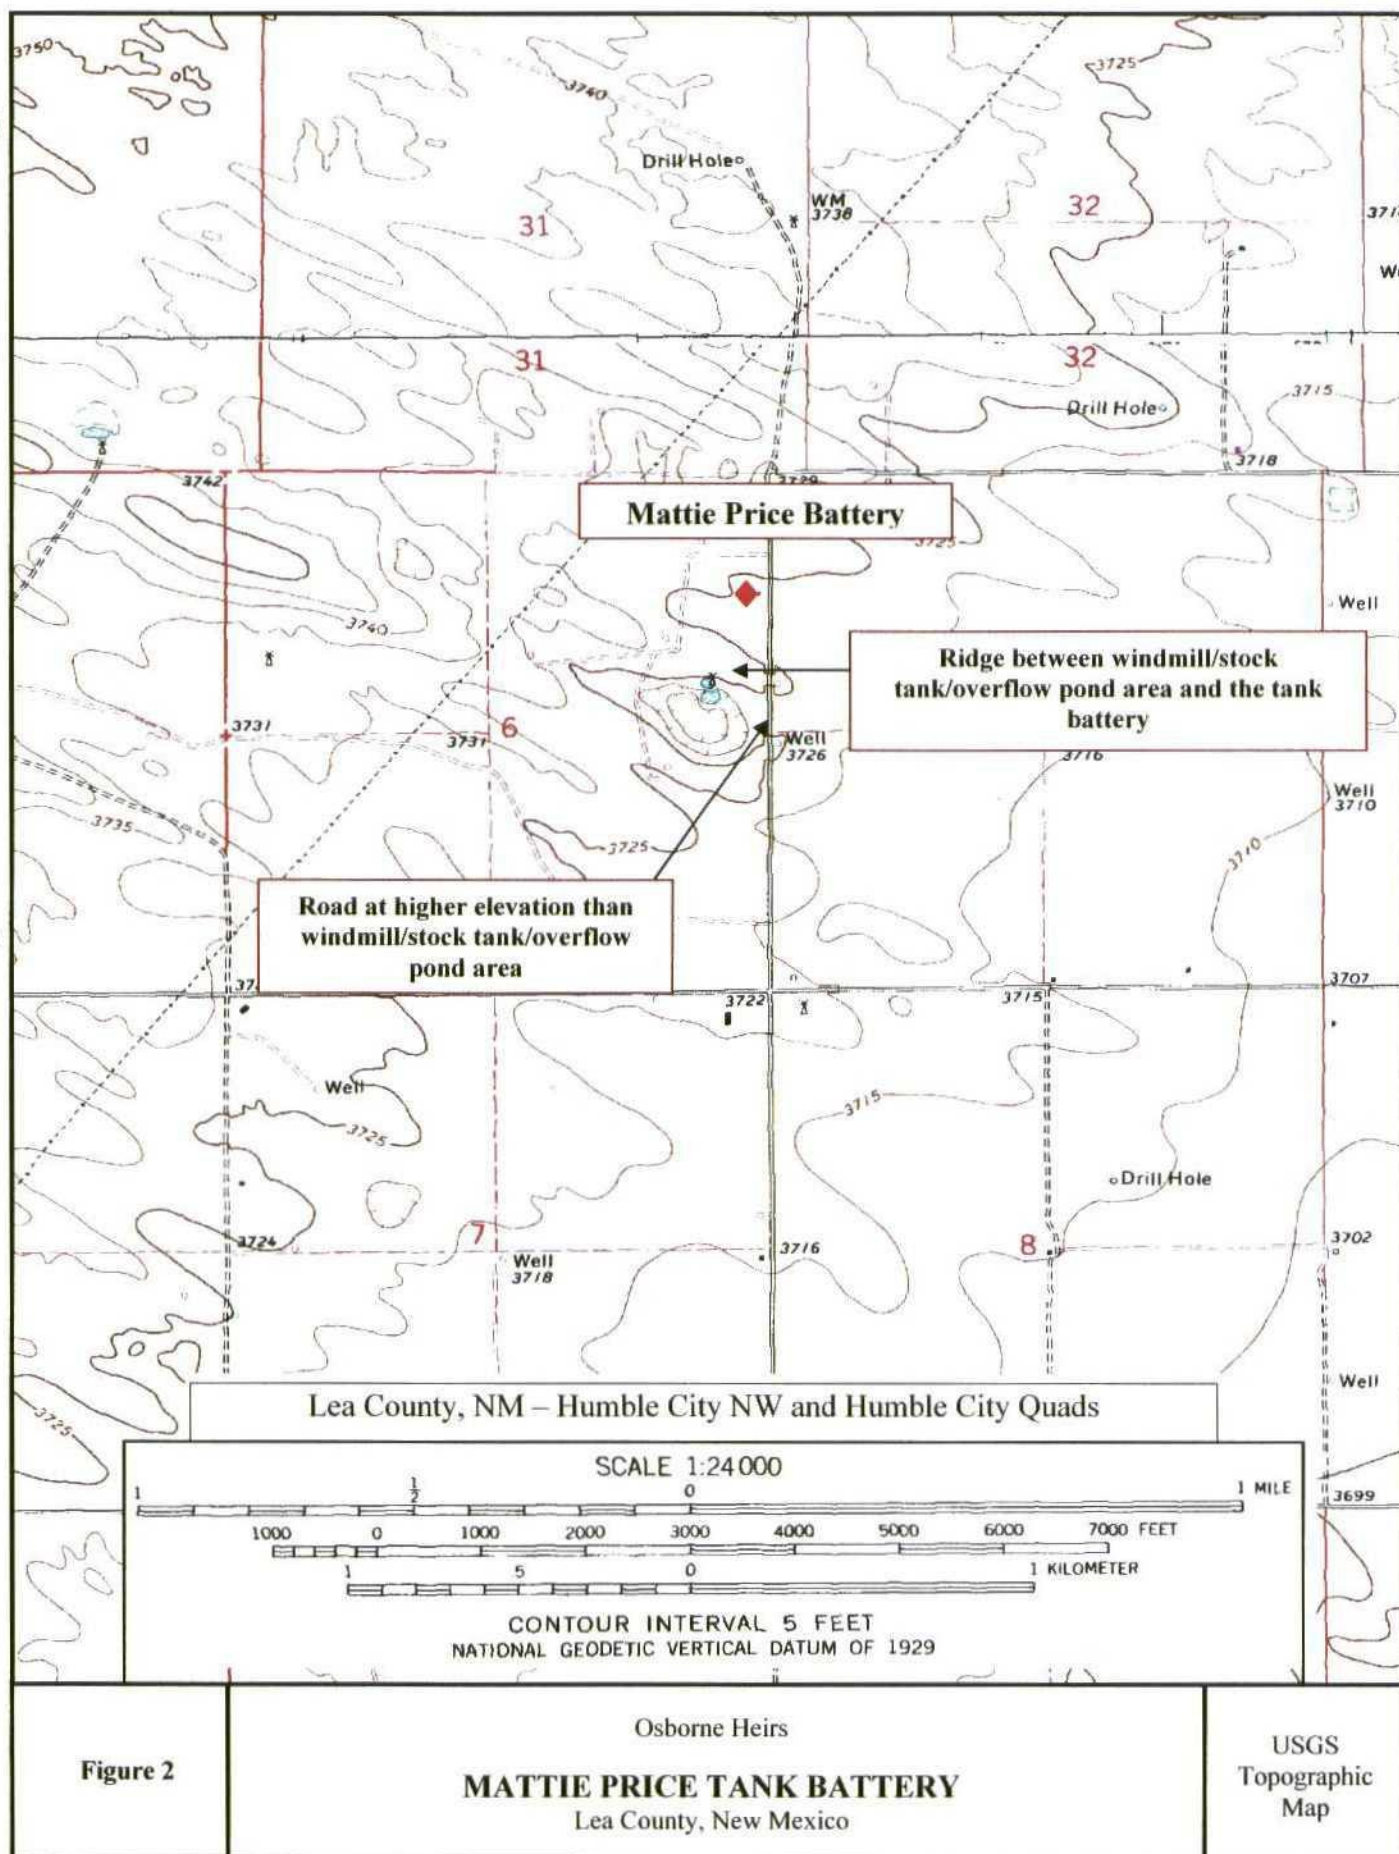 3750
3740
3725
Drill Hole
WM
3738
31
32
31
32
3715
Drill Hole
3718
3742
3729
Mattie Price Battery
3725
Well
3740
Ridge between windmill/stock
tank/overflow pond area and the tank
battery
3731
3731
6
Well
3726
3716
Well
3710
3735
3725
3710
Road at higher elevation than
windmill/stock tank/overflow
pond area
3722
3715
3707
Well
3725
3715
Drill Hole
3724
7
Well
3718
3716
8
3702
Well
3725
Lea County, NM – Humble City NW and Humble City Quads
SCALE 1:24 000
1 1/2 0 1 MILE
1000 0 1000 2000 3000 4000 5000 6000 7000 FEET
1 .5 0 1 KILOMETER
3699
CONTOUR INTERVAL 5 FEET
NATIONAL GEODETIC VERTICAL DATUM OF 1929
Figure 2
Osborne Heirs
MATTIE PRICE TANK BATTERY
Lea County, New Mexico
USGS
Topographic
Map